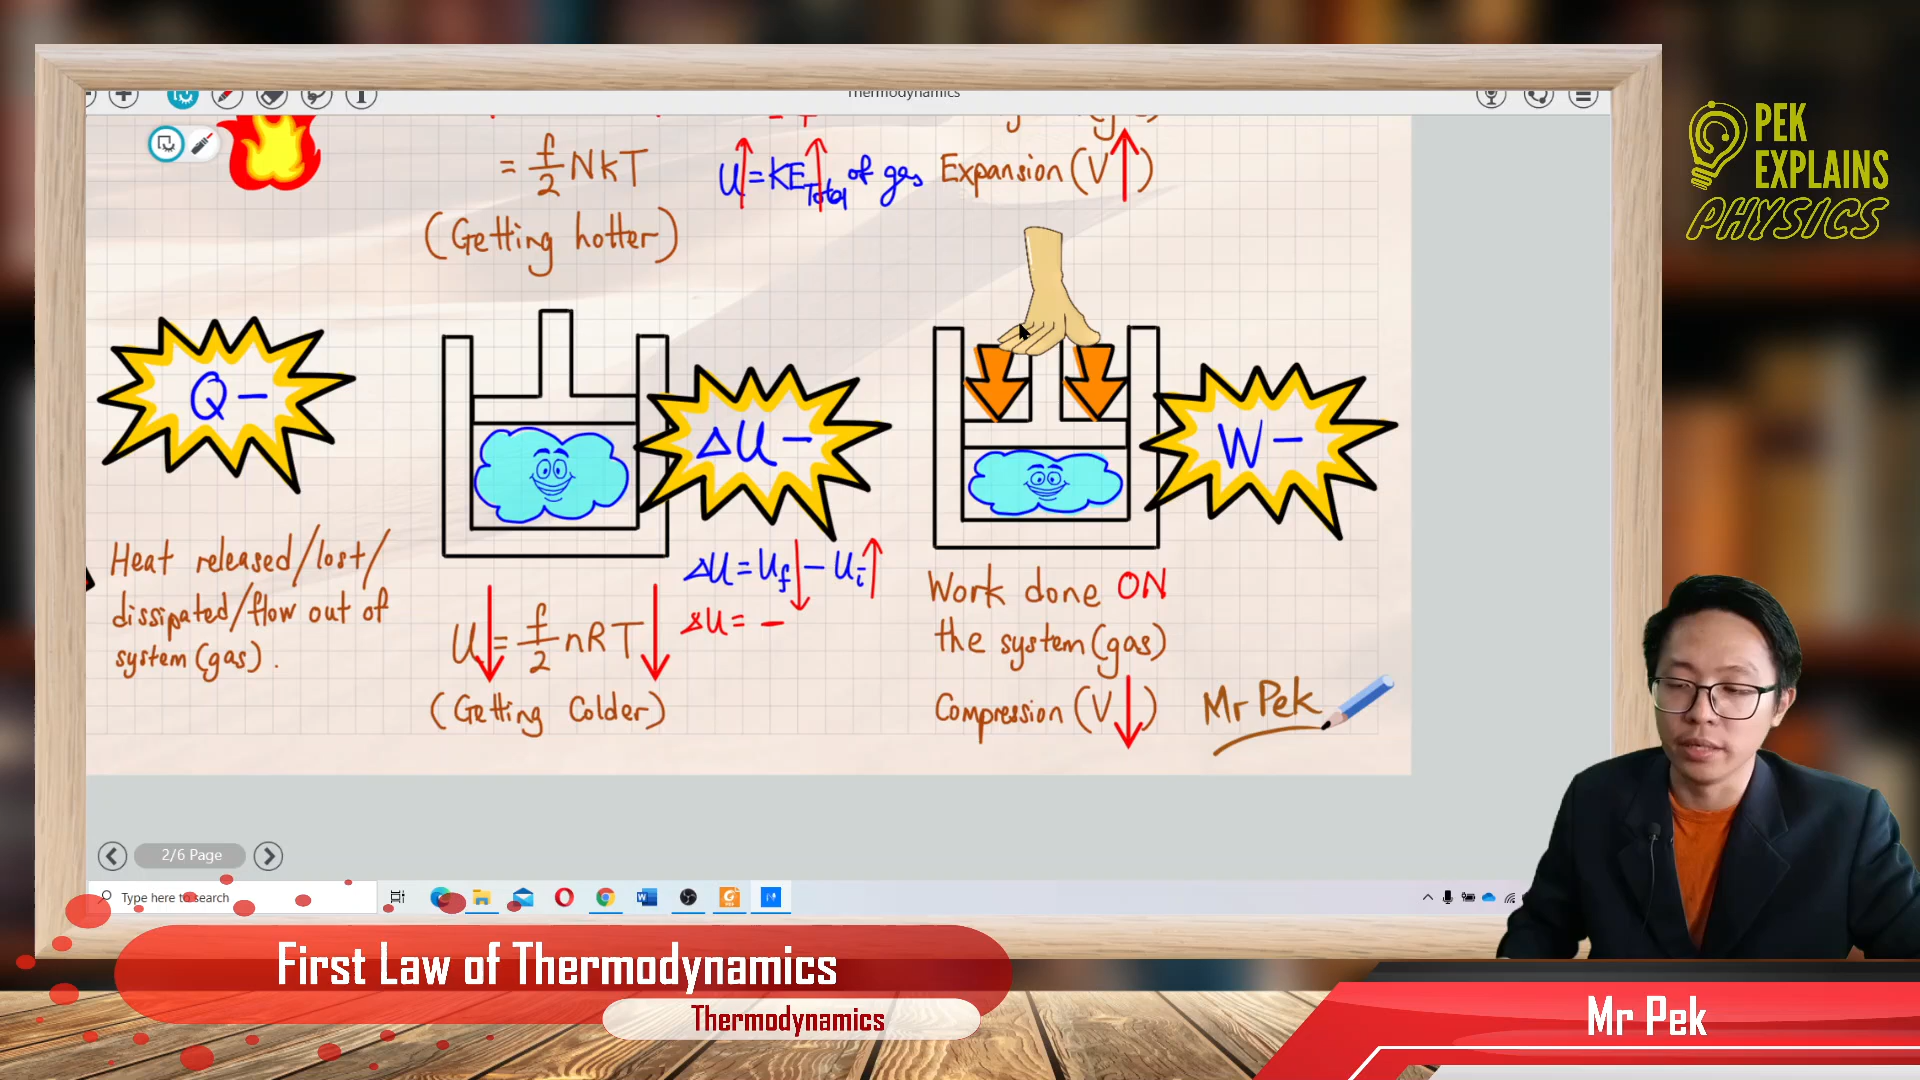 Thermodynamics
PEK
EXPLAINS
PHYSICS
= f/2 NkT
(Getting hotter)
U = KE Total of gas
Expansion (V↑)
Q -
ΔU -
W -
Heat released/lost/
dissipated/flow out of
system (gas).
U↓ = f/2 nRT↓
(Getting Colder)
ΔU = Uf↓ - Ui↑
ΔU = -
Work done ON
the system (gas)
Compression (V↓)
Mr Pek
2/6 Page
Type here to search
First Law of Thermodynamics
Thermodynamics
Mr Pek